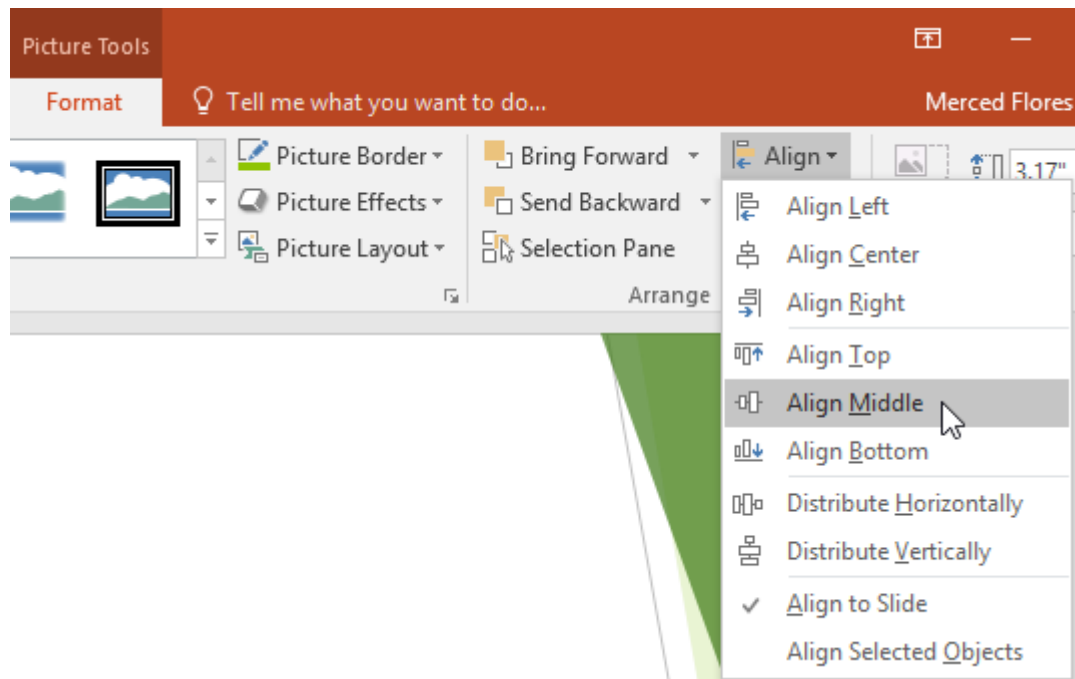 Picture Tools
Format
Tell me what you want to do...
Merced Flores
Picture Border
Picture Effects
Picture Layout
Bring Forward
Send Backward
Selection Pane
Arrange
Align
3.17"
Align Left
Align Center
Align Right
Align Top
Align Middle
Align Bottom
Distribute Horizontally
Distribute Vertically
Align to Slide
Align Selected Objects